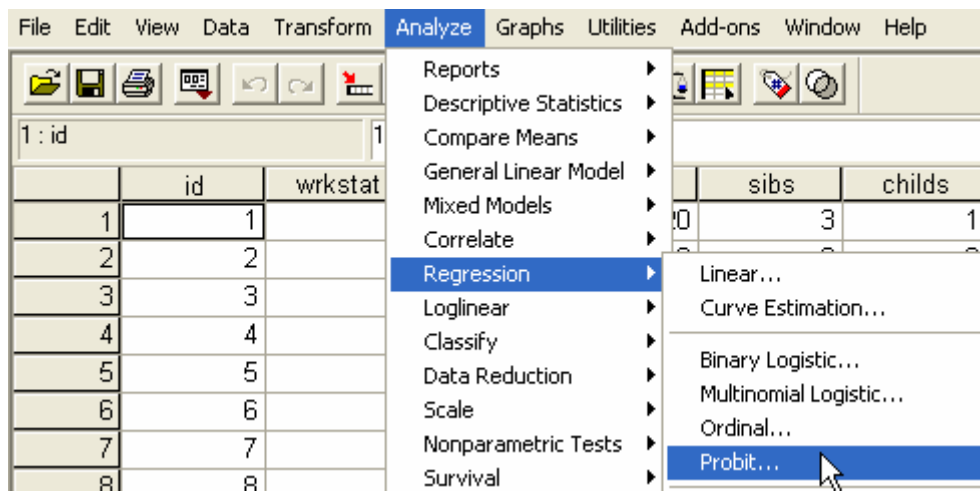 File Edit View Data Transform Analyze Graphs Utilities Add-ons Window Help
1 : id 1
id wrkstat sibs childs
1 1 20 3 1
2 2
3 3
4 4
5 5
6 6
7 7
8 8
Reports
Descriptive Statistics
Compare Means
General Linear Model
Mixed Models
Correlate
Regression
Loglinear
Classify
Data Reduction
Scale
Nonparametric Tests
Survival
Linear...
Curve Estimation...
Binary Logistic...
Multinomial Logistic...
Ordinal...
Probit...